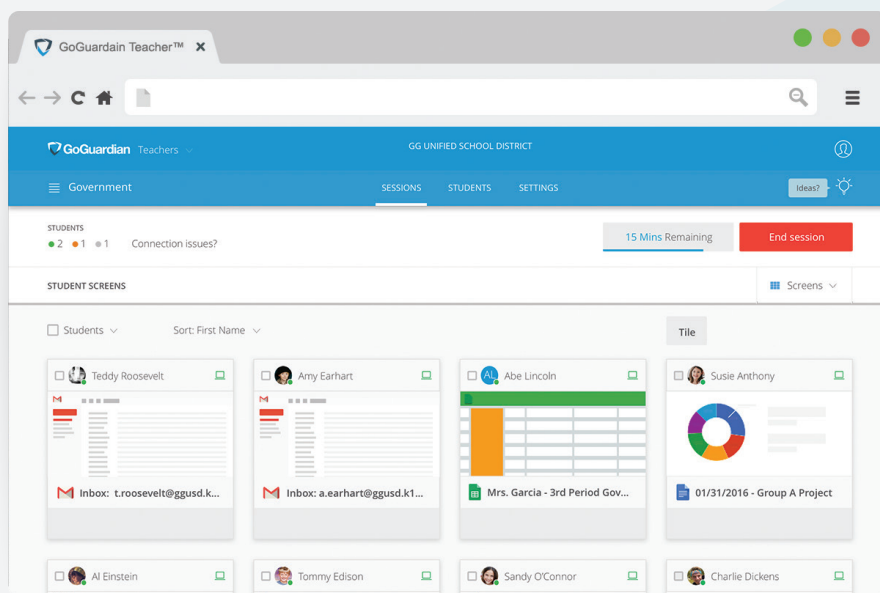 GoGuardain Teacher™
GoGuardian Teachers
GG UNIFIED SCHOOL DISTRICT
Government
SESSIONS STUDENTS SETTINGS
Ideas?
STUDENTS
2 1 1 Connection issues?
15 Mins Remaining
End session
STUDENT SCREENS
Screens
Students Sort: First Name
Tile
Teddy Roosevelt Amy Earhart AL Abe Lincoln Susie Anthony
Inbox: t.roosevelt@ggusd.k... Inbox: a.earhart@ggusd.k1... Mrs. Garcia - 3rd Period Gov... 01/31/2016 - Group A Project
Al Einstein Tommy Edison Sandy O'Connor Charlie Dickens